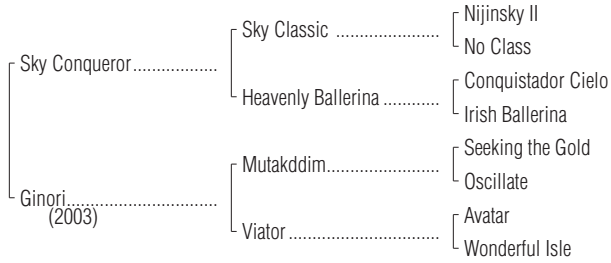 Nijinsky II
Sky Classic ..................
No Class
Sky Conqueror.................
Conquistador Cielo
Heavenly Ballerina ............
Irish Ballerina
Seeking the Gold
Mutakddim.....................
Oscillate
Ginori..............................
(2003)
Avatar
Viator ...............................
Wonderful Isle